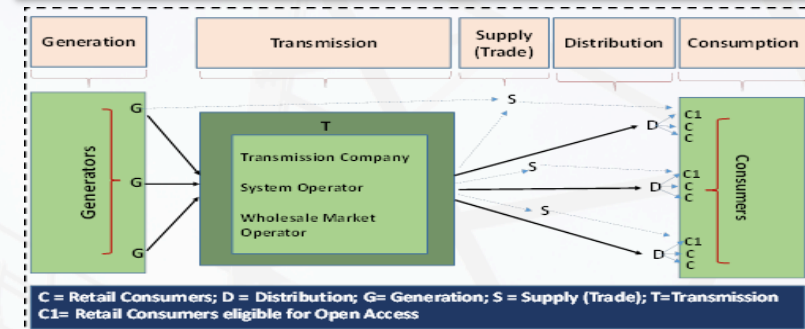 Generation
Transmission
Supply
(Trade)
Distribution
Consumption
Generators
G
G
G
T
Transmission Company
System Operator
Wholesale Market
Operator
S
S
S
D
D
D
C1
C
C
C1
C
C
C1
C
C
Consumers
C = Retail Consumers; D = Distribution; G= Generation; S = Supply (Trade); T=Transmission
C1= Retail Consumers eligible for Open Access